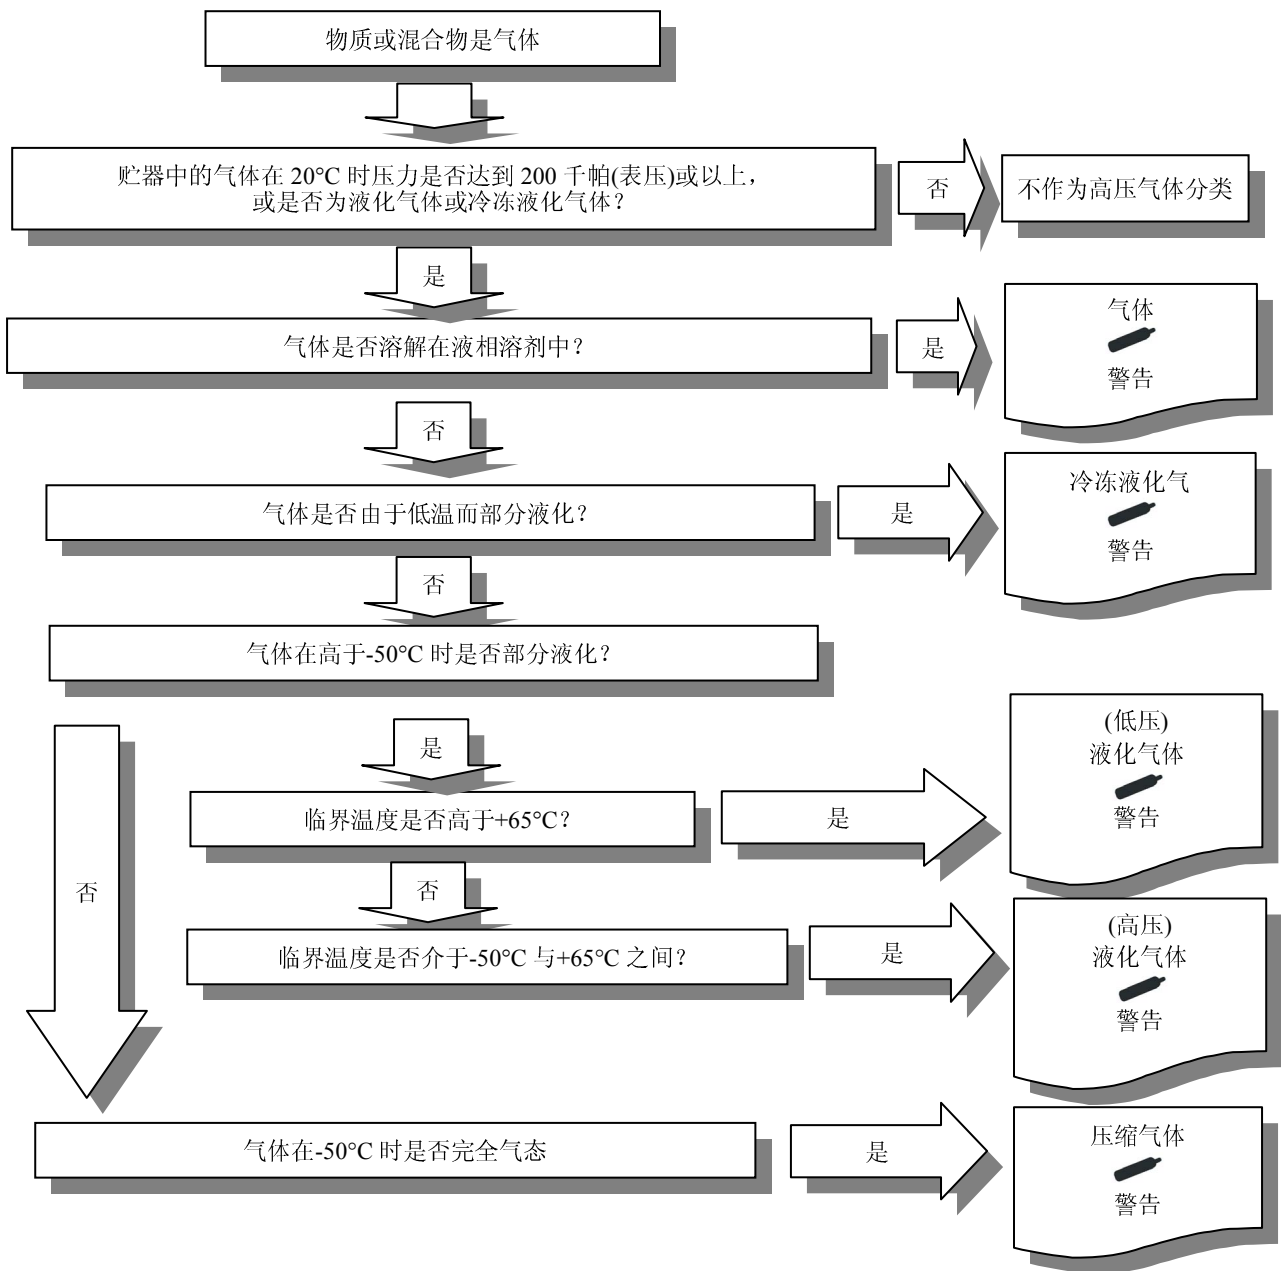 物质或混合物是气体
贮器中的气体在 20°C 时压力是否达到 200 千帕(表压)或以上，
或是否为液化气体或冷冻液化气体？
否
不作为高压气体分类
是
气体是否溶解在液相溶剂中？
是
气体
警告
否
气体是否由于低温而部分液化？
是
冷冻液化气
警告
否
气体在高于-50°C 时是否部分液化？
是
临界温度是否高于+65°C？
是
(低压)
液化气体
警告
否
否
临界温度是否介于-50°C 与+65°C 之间？
是
(高压)
液化气体
警告
气体在-50°C 时是否完全气态
是
压缩气体
警告